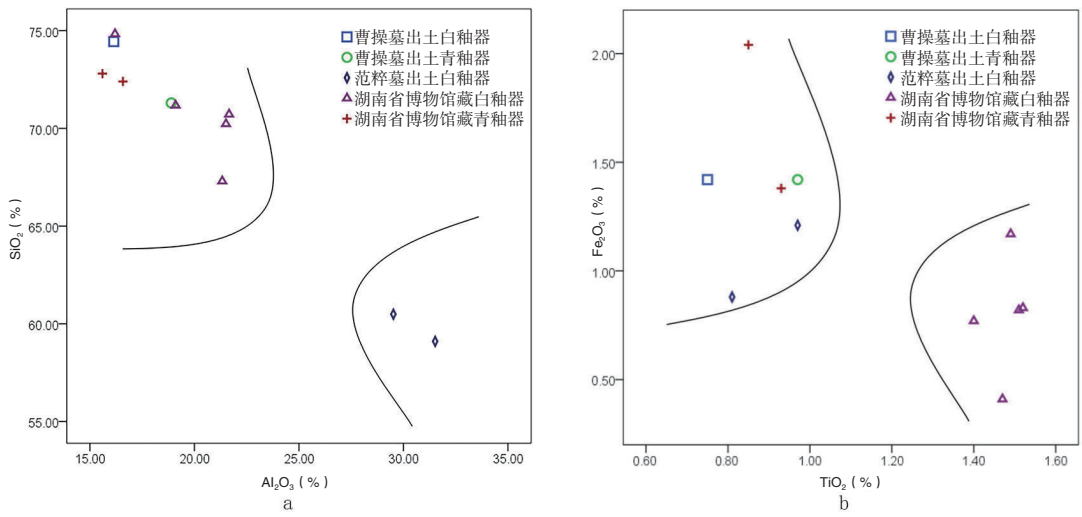 75.00
70.00
65.00
60.00
55.00
SiO₂（%）
15.00 20.00 25.00 30.00 35.00
Al₂O₃（%）
曹操墓出土白釉器
曹操墓出土青釉器
范粹墓出土白釉器
湖南省博物馆藏白釉器
湖南省博物馆藏青釉器
a
2.00
1.50
1.00
0.50
Fe₂O₃（%）
0.60 0.80 1.00 1.20 1.40 1.60
TiO₂（%）
曹操墓出土白釉器
曹操墓出土青釉器
范粹墓出土白釉器
湖南省博物馆藏白釉器
湖南省博物馆藏青釉器
b